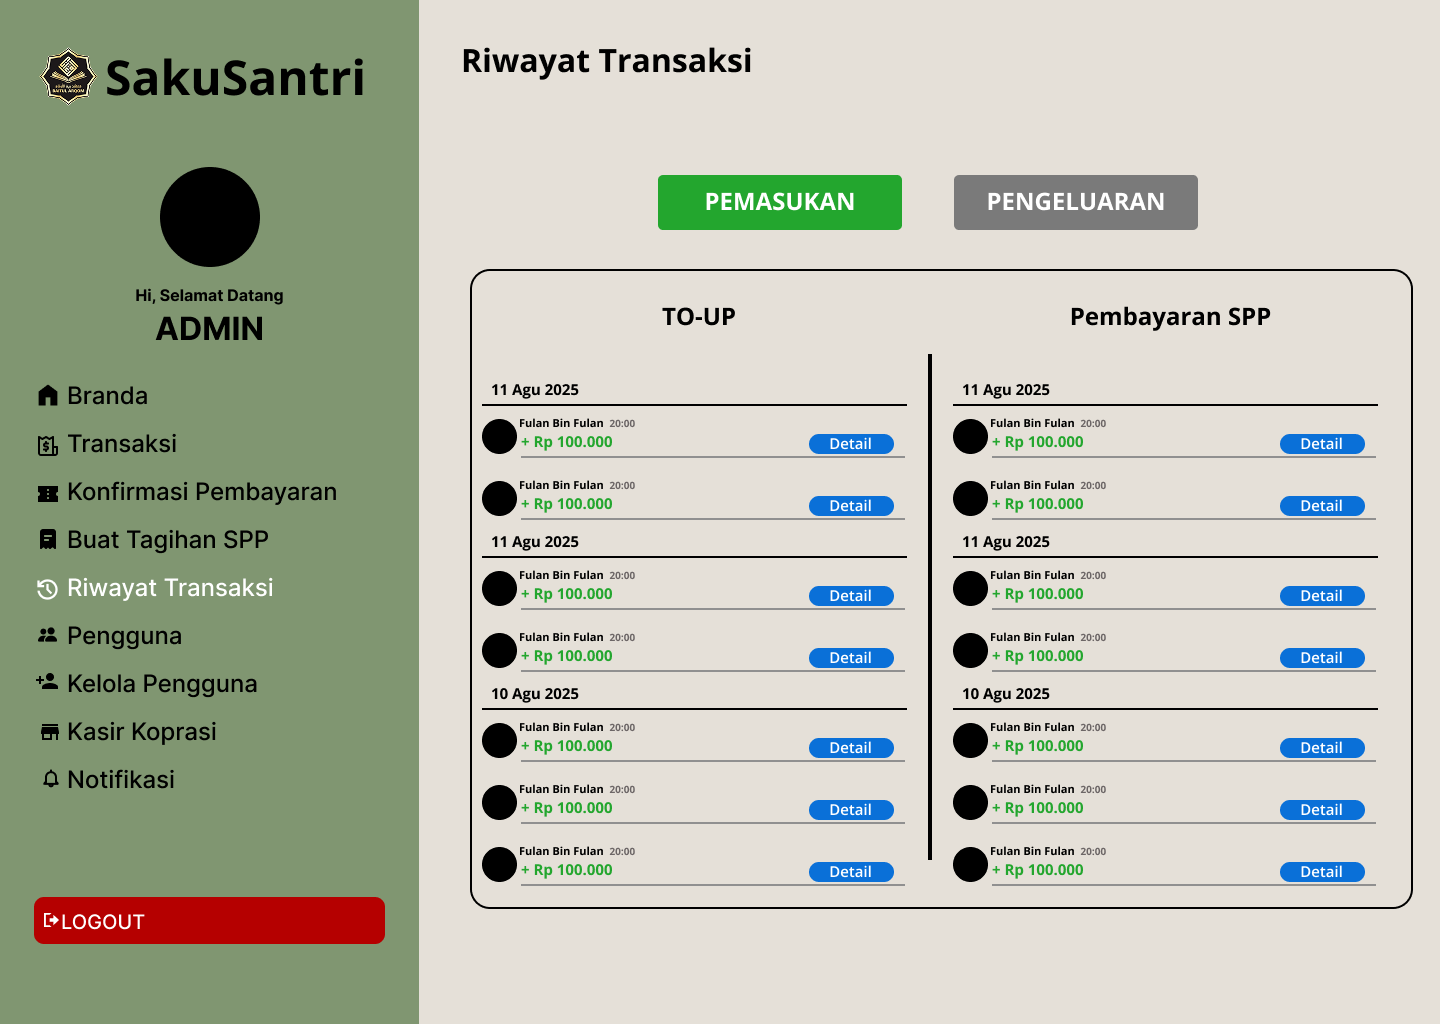 SakuSantri
Hi, Selamat Datang
ADMIN
Branda
Transaksi
Konfirmasi Pembayaran
Buat Tagihan SPP
Riwayat Transaksi
Pengguna
Kelola Pengguna
Kasir Koprasi
Notifikasi
LOGOUT
Riwayat Transaksi
PEMASUKAN
PENGELUARAN
TO-UP
11 Agu 2025
Fulan Bin Fulan 20:00
+ Rp 100.000
Detail
Fulan Bin Fulan 20:00
+ Rp 100.000
Detail
11 Agu 2025
Fulan Bin Fulan 20:00
+ Rp 100.000
Detail
Fulan Bin Fulan 20:00
+ Rp 100.000
Detail
10 Agu 2025
Fulan Bin Fulan 20:00
+ Rp 100.000
Detail
Fulan Bin Fulan 20:00
+ Rp 100.000
Detail
Fulan Bin Fulan 20:00
+ Rp 100.000
Detail
Pembayaran SPP
11 Agu 2025
Fulan Bin Fulan 20:00
+ Rp 100.000
Detail
Fulan Bin Fulan 20:00
+ Rp 100.000
Detail
11 Agu 2025
Fulan Bin Fulan 20:00
+ Rp 100.000
Detail
Fulan Bin Fulan 20:00
+ Rp 100.000
Detail
10 Agu 2025
Fulan Bin Fulan 20:00
+ Rp 100.000
Detail
Fulan Bin Fulan 20:00
+ Rp 100.000
Detail
Fulan Bin Fulan 20:00
+ Rp 100.000
Detail